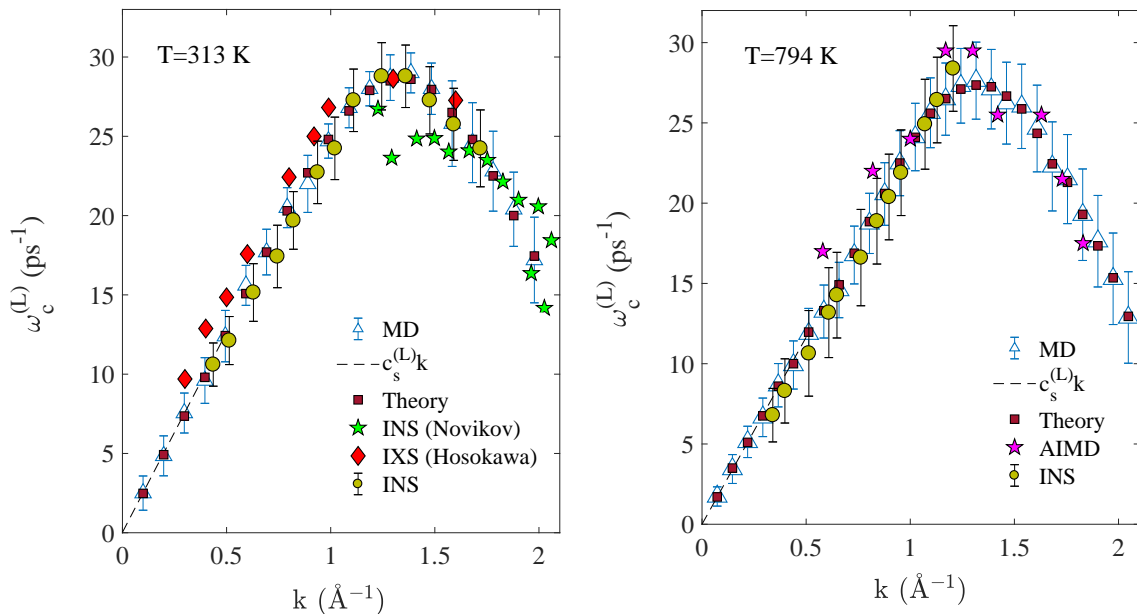 T=313 K
30
25
20
15
10
5
0
ω_c^(L) (ps⁻¹)
MD
c_s^(L)k
Theory
INS (Novikov)
IXS (Hosokawa)
INS
0 0.5 1 1.5 2
k (Å⁻¹)
T=794 K
30
25
20
15
10
5
0
ω_c^(L) (ps⁻¹)
MD
c_s^(L)k
Theory
AIMD
INS
0 0.5 1 1.5 2
k (Å⁻¹)